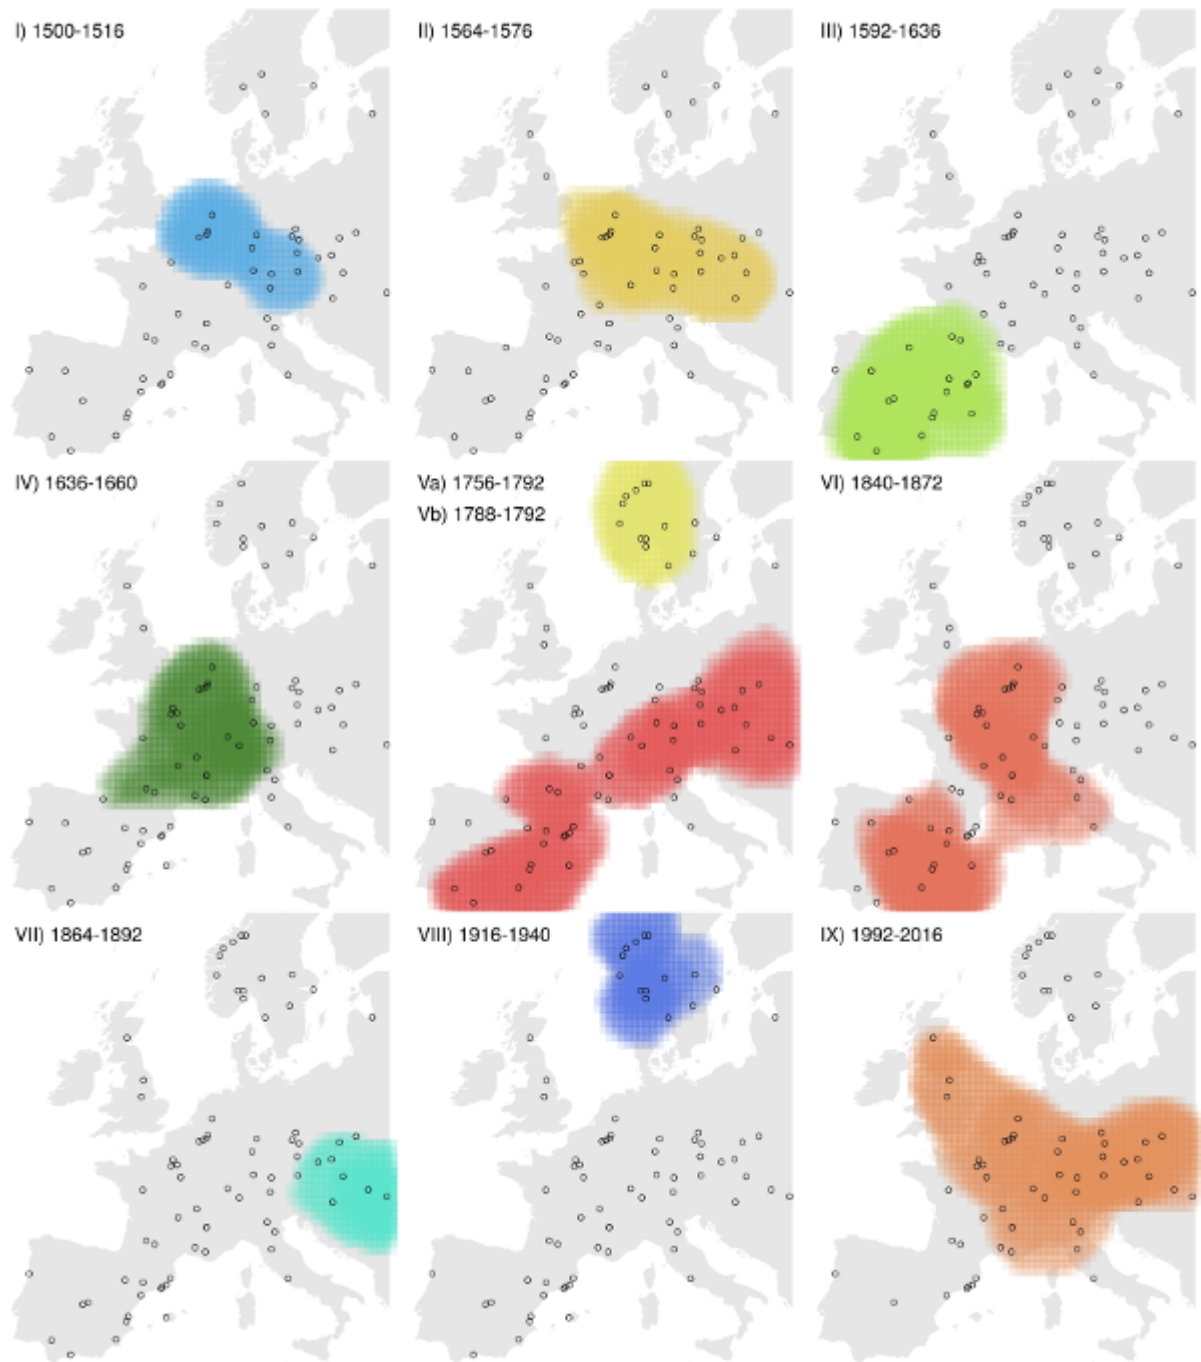 I) 1500-1516
II) 1564-1576
III) 1592-1636
IV) 1636-1660
Va) 1756-1792
Vb) 1788-1792
VI) 1840-1872
VII) 1864-1892
VIII) 1916-1940
IX) 1992-2016